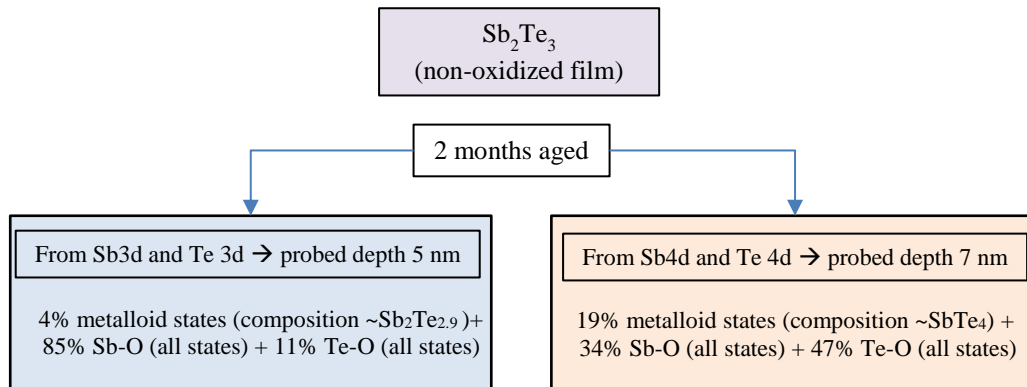 Sb₂Te₃
(non-oxidized film)
2 months aged
From Sb3d and Te 3d → probed depth 5 nm
4% metalloid states (composition ~Sb₂Te₂.₉)+
85% Sb-O (all states) + 11% Te-O (all states)
From Sb4d and Te 4d → probed depth 7 nm
19% metalloid states (composition ~SbTe₄) +
34% Sb-O (all states) + 47% Te-O (all states)